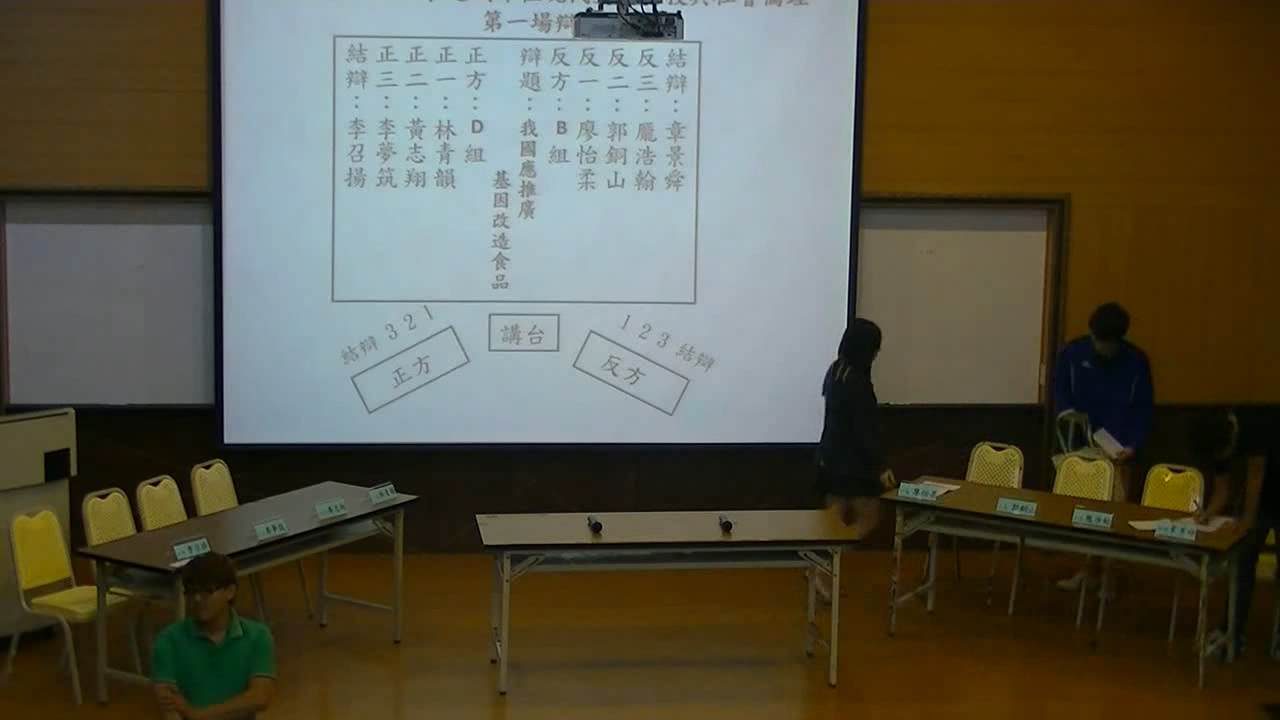 第一場辯
結辯：章景舜
反三：龎浩翰
反二：郭銅山
反一：廖怡柔
反方：B組
辯題：我國應推廣
基因改造食品
正方：D組
正一：林青韻
正二：黃志翔
正三：李夢筑
結辯：李召揚
結辯 3 2 1
講台
1 2 3 結辯
正方
反方